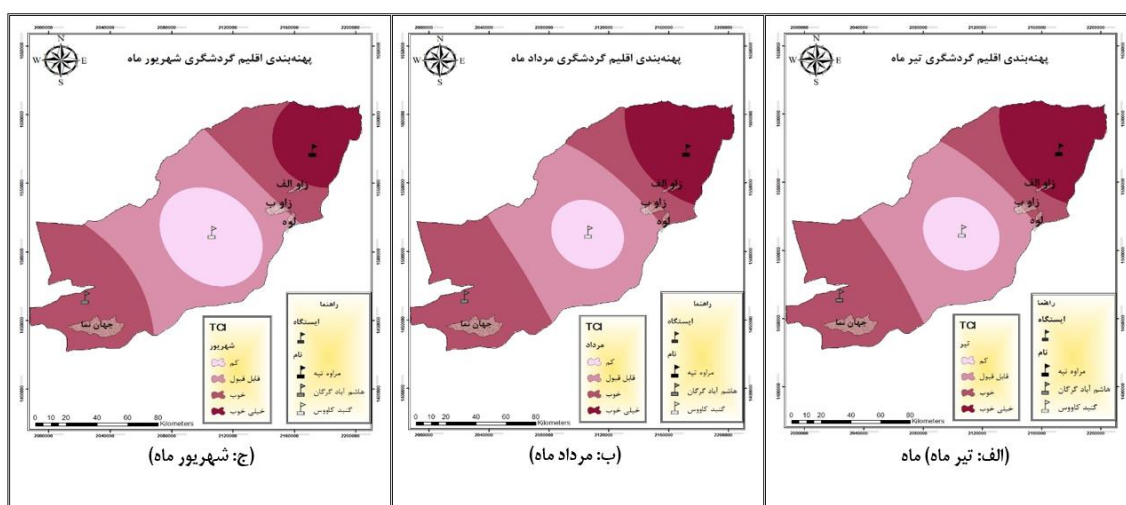 پهنه‌بندی اقلیم گردشگری تیر ماه
N
W E
S
زاو الف
زاو ب
لوه
جهان نما
راهنما
ایستگاه
نام
مراوه تپه
هاشم آباد گرگان
گنبد کاووس
TCI
تیر
کم
قابل قبول
خوب
خیلی خوب
0 10 20 40 60 80
Kilometers
(الف: تیر ماه) ماه
پهنه‌بندی اقلیم گردشگری مرداد ماه
N
W E
S
زاو الف
زاو ب
لوه
جهان نما
راهنما
ایستگاه
نام
مراوه تپه
هاشم آباد گرگان
گنبد کاووس
TCI
مرداد
کم
قابل قبول
خوب
خیلی خوب
0 10 20 40 60 80
Kilometers
(ب: مرداد ماه)
پهنه‌بندی اقلیم گردشگری شهریور ماه
N
W E
S
زاو الف
زاو ب
لوه
جهان نما
راهنما
ایستگاه
نام
مراوه تپه
هاشم آباد گرگان
گنبد کاووس
TCI
شهریور
کم
قابل قبول
خوب
خیلی خوب
0 10 20 40 60 80
Kilometers
(ج: شهریور ماه)